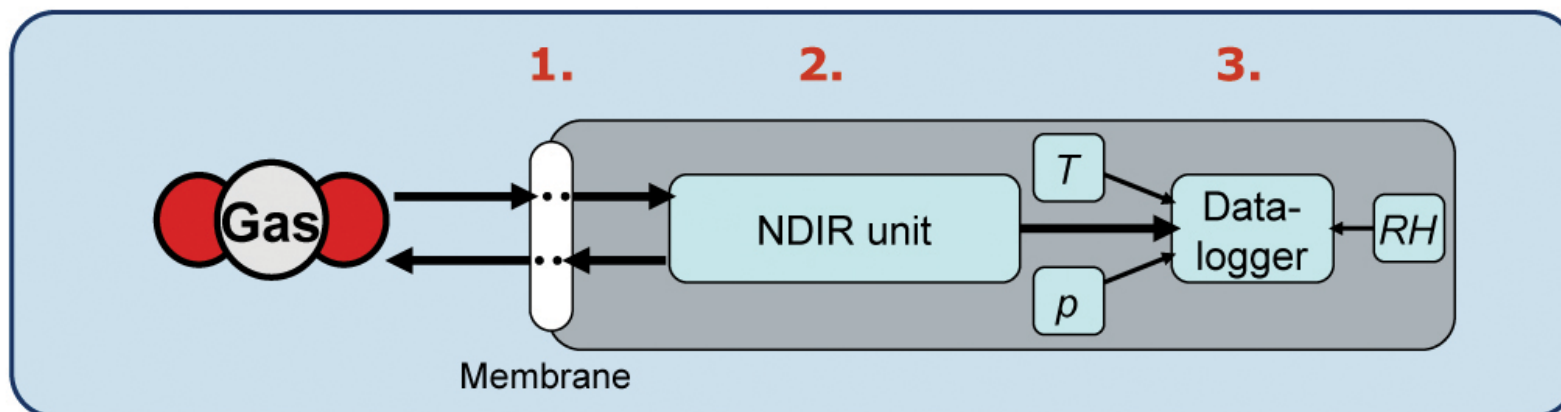 1.
2.
3.
Gas
NDIR unit
T
p
Data-
logger
RH
Membrane